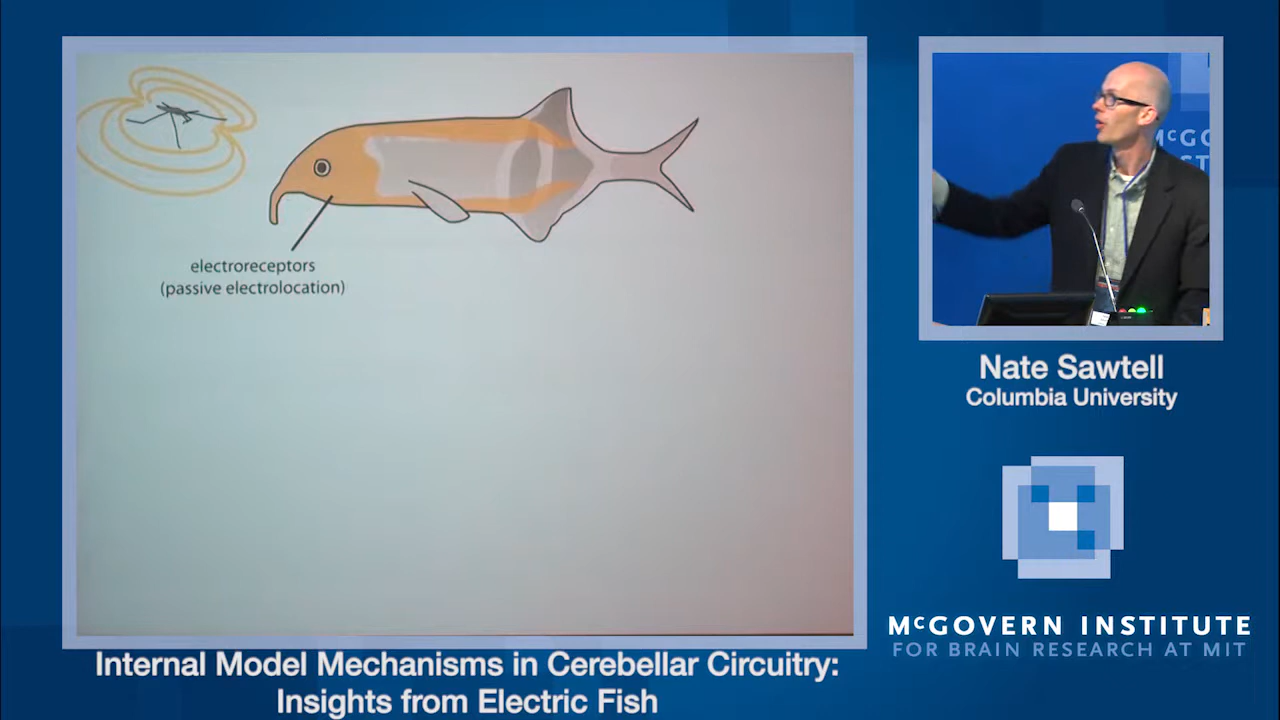 electroreceptors
(passive electrolocation)
Nate Sawtell
Columbia University
McGOVERN INSTITUTE
FOR BRAIN RESEARCH AT MIT
Internal Model Mechanisms in Cerebellar Circuitry:
Insights from Electric Fish